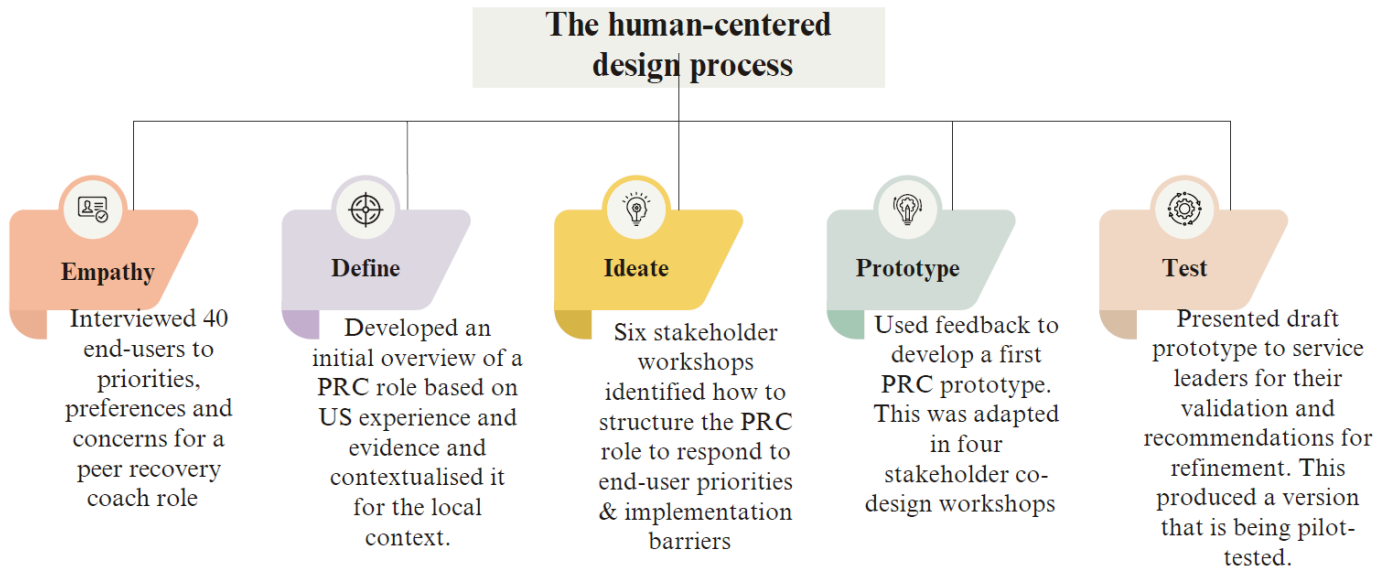 The human-centered
design process
Empathy
Interviewed 40
end-users to
priorities,
preferences and
concerns for a
peer recovery
coach role
Define
Developed an
initial overview of a
PRC role based on
US experience and
evidence and
contextualised it
for the local
context.
Ideate
Six stakeholder
workshops
identified how to
structure the PRC
role to respond to
end-user priorities
& implementation
barriers
Prototype
Used feedback to
develop a first
PRC prototype.
This was adapted
in four
stakeholder co-
design workshops
Test
Presented draft
prototype to service
leaders for their
validation and
recommendations for
refinement. This
produced a version
that is being pilot-
tested.